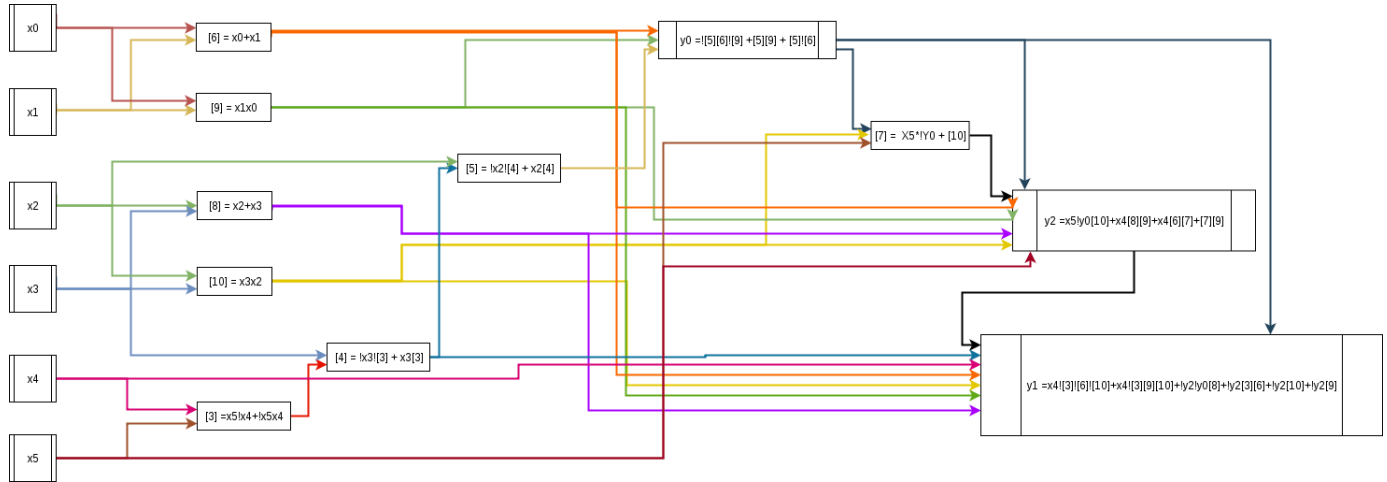 x0
[6] = x0+x1
y0 =![5][6]![9] +[5][9] + [5]![6]
x1
[9] = x1x0
[7] = X5*!Y0 + [10]
[5] = !x2![4] + x2[4]
x2
[8] = x2+x3
y2 =x5!y0[10]+x4[8][9]+x4[6][7]+[7][9]
x3
[10] = x3x2
[4] = !x3![3] + x3[3]
x4
y1 =x4![3]![6]![10]+x4![3][9][10]+!y2!y0[8]+!y2[3][6]+!y2[10]+!y2[9]
[3] =x5!x4+!x5x4
x5